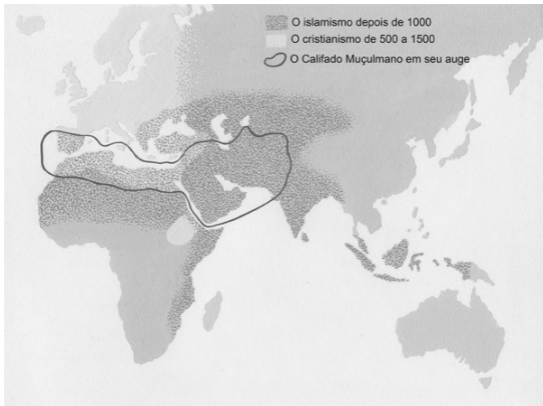 O islamismo depois de 1000
O cristianismo de 500 a 1500
O Califado Muçulmano em seu auge